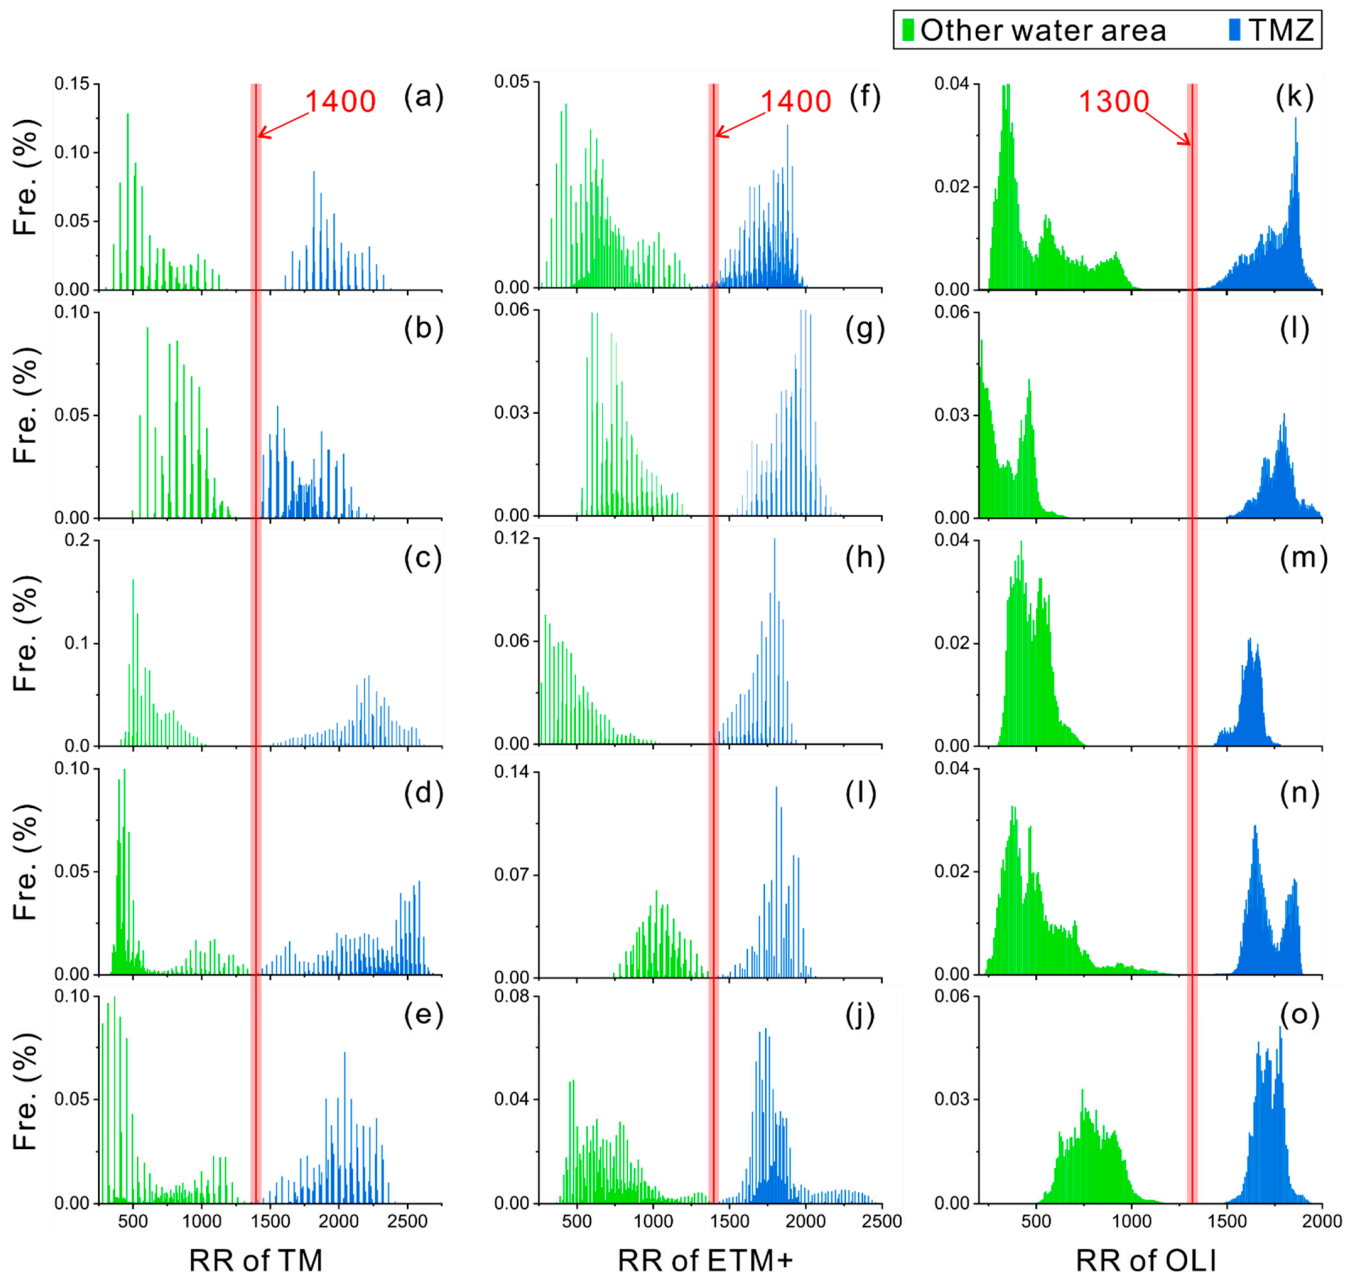 Other water area TMZ
0.15 (a) 1400
0.10
0.05
0.00
Fre. (%)
0.05 (f) 1400
0.00
0.04 (k) 1300
0.02
0.00
0.10 (b)
0.05
0.00
Fre. (%)
0.06 (g)
0.03
0.00
0.06 (l)
0.03
0.00
0.2 (c)
0.1
0.0
Fre. (%)
0.12 (h)
0.06
0.00
0.04 (m)
0.02
0.00
0.10 (d)
0.05
0.00
Fre. (%)
0.14 (l)
0.07
0.00
0.04 (n)
0.02
0.00
0.10 (e)
0.05
0.00
Fre. (%)
0.08 (j)
0.04
0.00
0.06 (o)
0.03
0.00
500 1000 1500 2000 2500
500 1000 1500 2000 2500
500 1000 1500 2000
RR of TM
RR of ETM+
RR of OLI